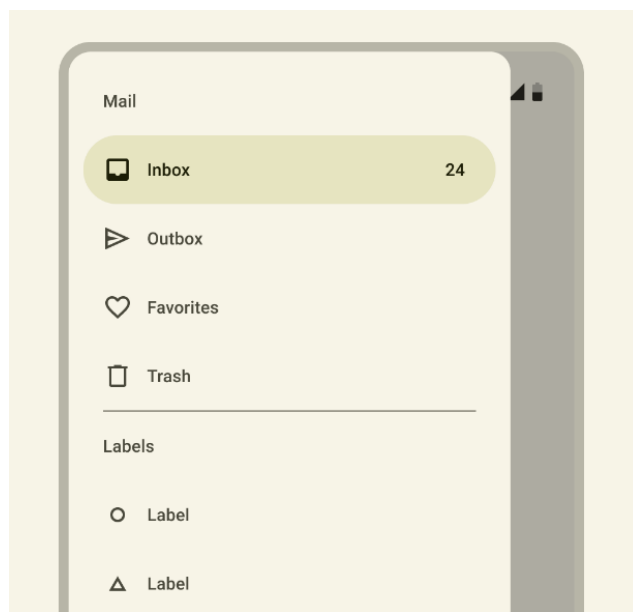 Mail
Inbox 24
Outbox
Favorites
Trash
Labels
Label
Label